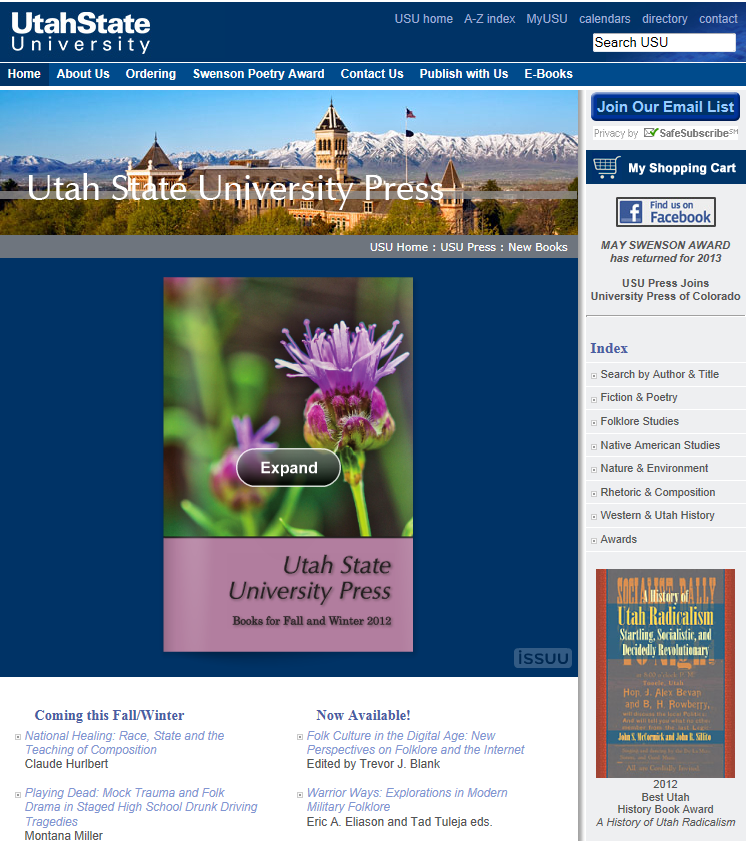 UtahState
University
USU home A-Z index MyUSU calendars directory contact
Search USU
Home About Us Ordering Swenson Poetry Award Contact Us Publish with Us E-Books
Utah State University Press
USU Home : USU Press : New Books
Expand
Utah State
University Press
Books for Fall and Winter 2012
issuu
Coming this Fall/Winter
National Healing: Race, State and the
Teaching of Composition
Claude Hurlbert
Playing Dead: Mock Trauma and Folk
Drama in Staged High School Drunk Driving
Tragedies
Montana Miller
Now Available!
Folk Culture in the Digital Age: New
Perspectives on Folklore and the Internet
Edited by Trevor J. Blank
Warrior Ways: Explorations in Modern
Military Folklore
Eric A. Eliason and Tad Tuleja eds.
Join Our Email List
Privacy by SafeSubscribe SM
My Shopping Cart
Find us on
Facebook
MAY SWENSON AWARD
has returned for 2013
USU Press Joins
University Press of Colorado
Index
Search by Author & Title
Fiction & Poetry
Folklore Studies
Native American Studies
Nature & Environment
Rhetoric & Composition
Western & Utah History
Awards
SOCIALIST RALLY
A History of
Utah Radicalism
Startling, Socialistic, and
Decidedly Revolutionary
Hop. J. Alex Bevan
and B. H. Rowberry,
John S. McCormick and John R. Sillito
2012
Best Utah
History Book Award
A History of Utah Radicalism